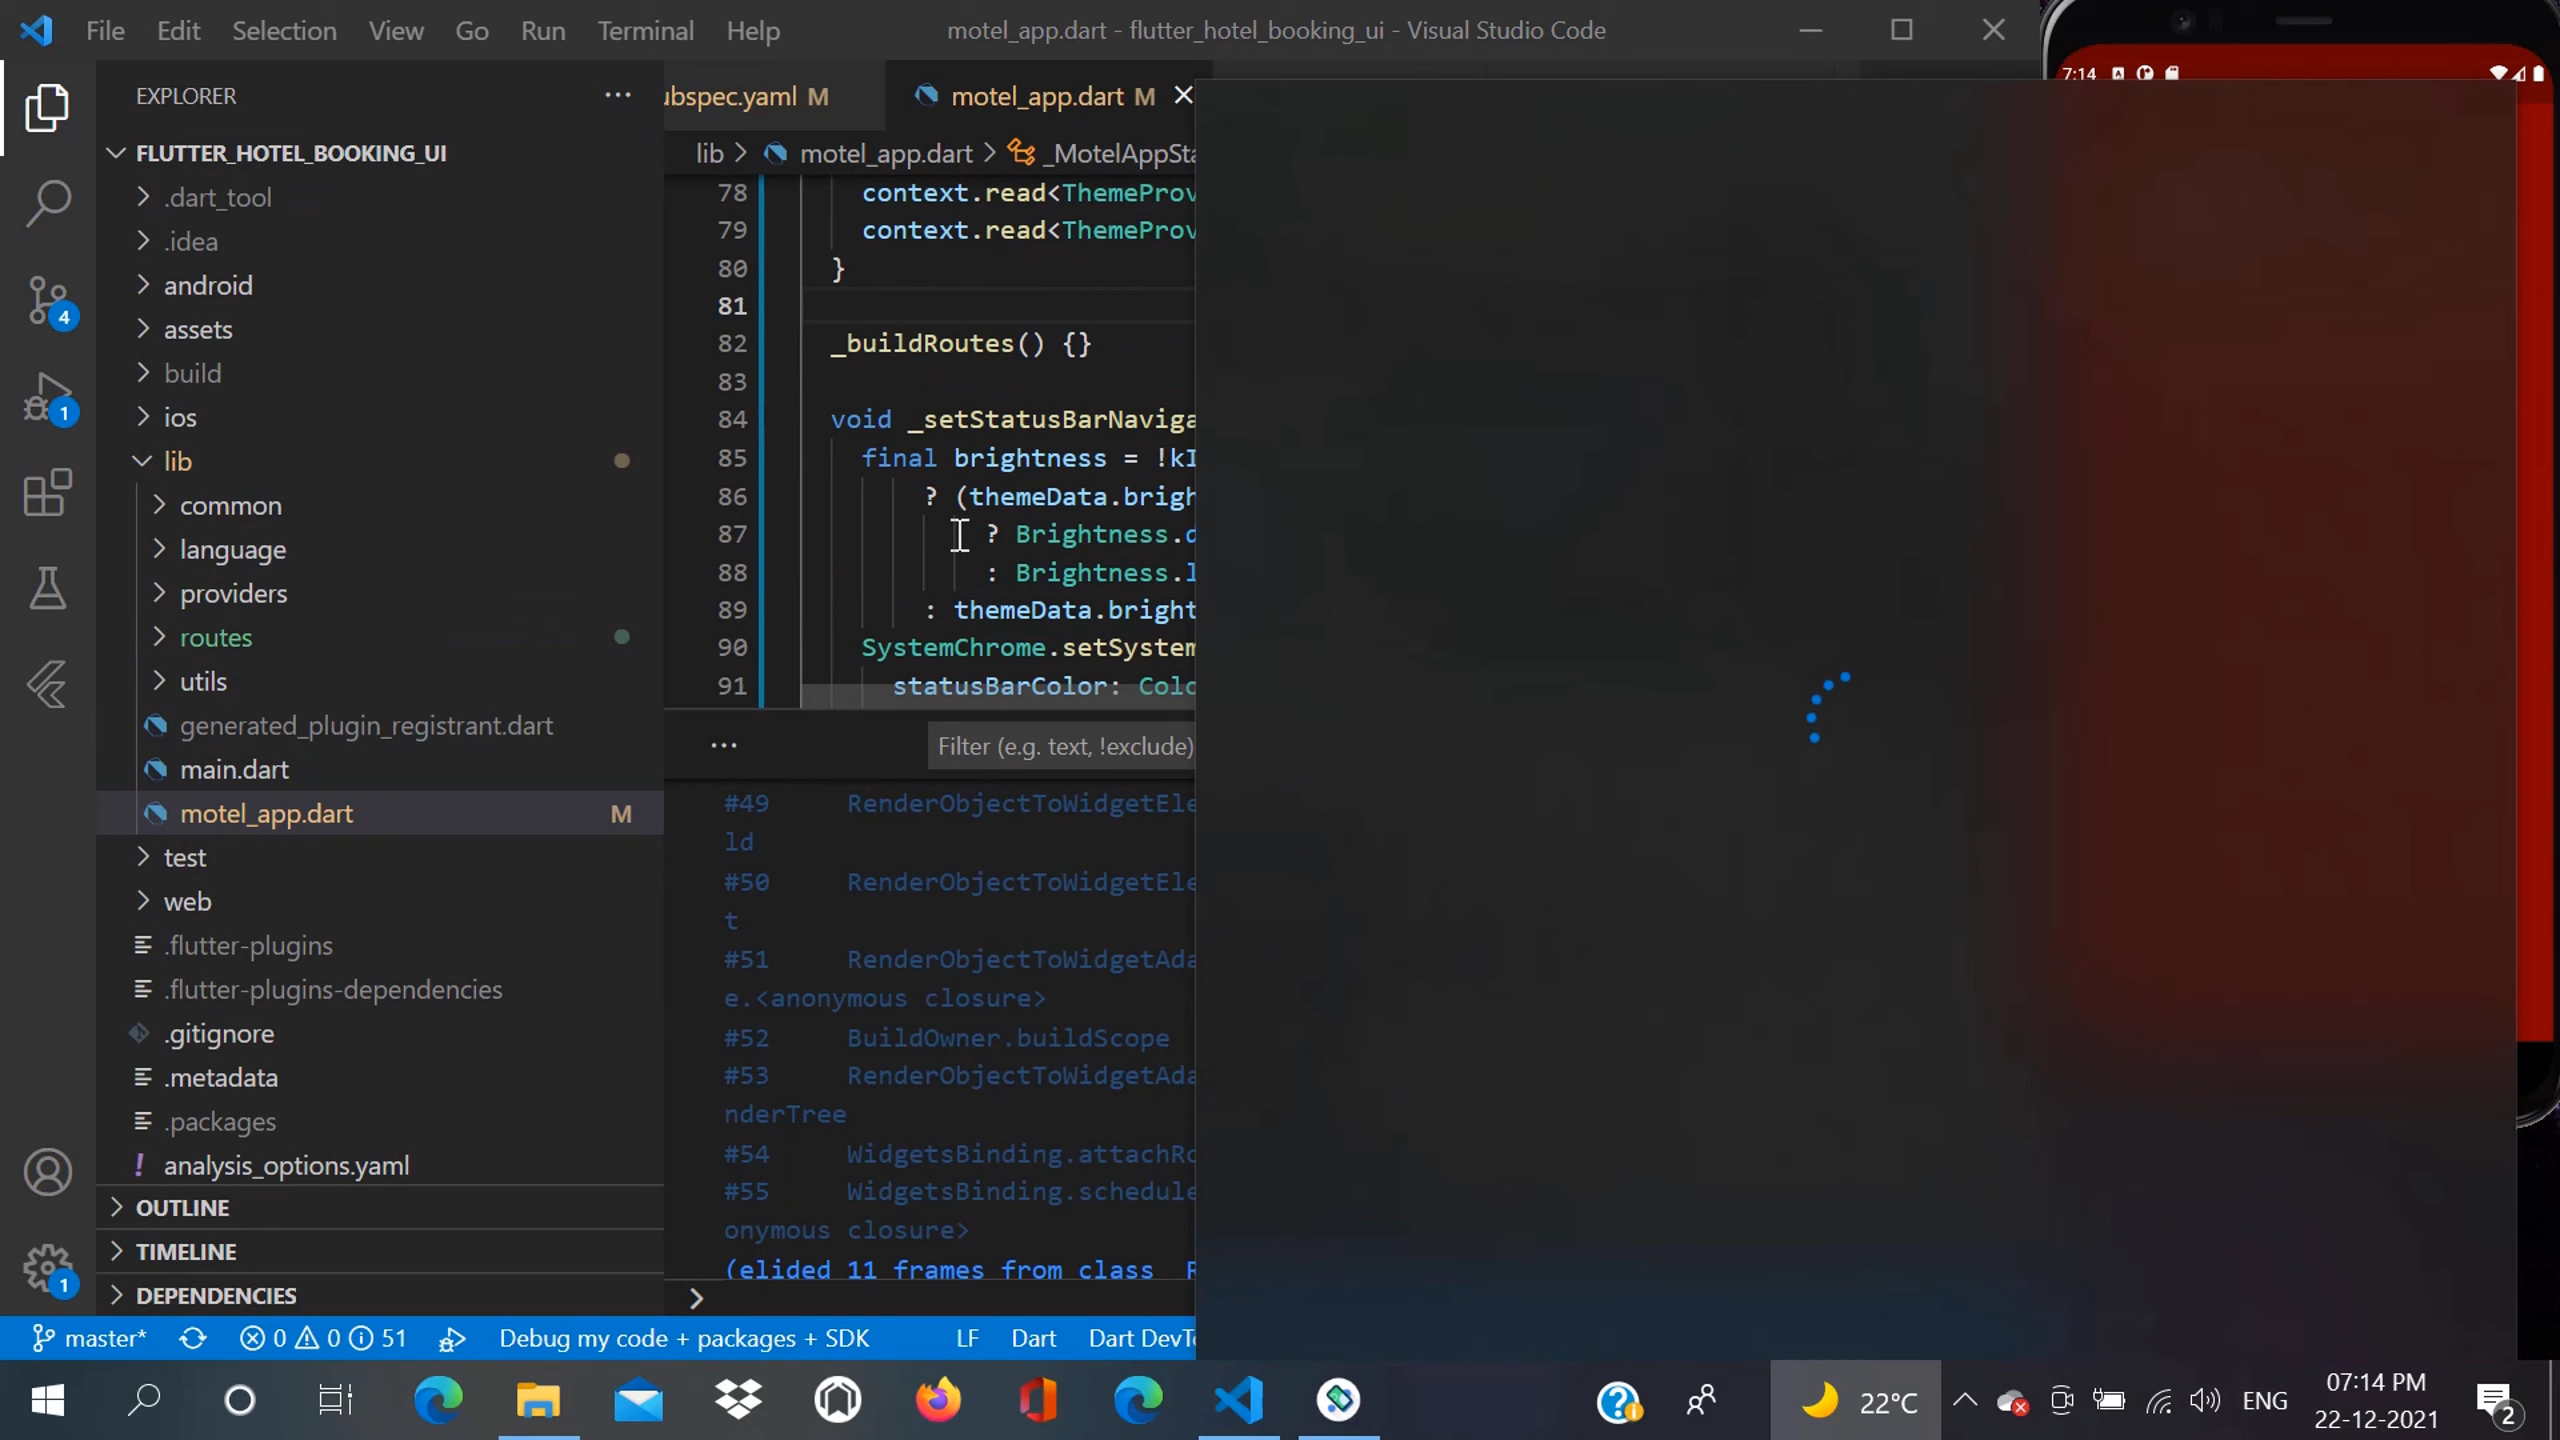 File Edit Selection View Go Run Terminal Help
motel_app.dart - flutter_hotel_booking_ui - Visual Studio Code
7:14
EXPLORER
FLUTTER_HOTEL_BOOKING_UI
.dart_tool
.idea
android
assets
build
ios
lib
common
language
providers
routes
utils
generated_plugin_registrant.dart
main.dart
motel_app.dart M
test
web
.flutter-plugins
.flutter-plugins-dependencies
.gitignore
.metadata
.packages
analysis_options.yaml
OUTLINE
TIMELINE
DEPENDENCIES
4
1
1
ubspec.yaml M
motel_app.dart M
lib > motel_app.dart > _MotelAppSta
78 context.read<ThemeProv
79 context.read<ThemeProv
80 }
81
82 _buildRoutes() {}
83
84 void _setStatusBarNaviga
85 final brightness = !kI
86 ? (themeData.brigh
87 ? Brightness.d
88 : Brightness.l
89 : themeData.bright
90 SystemChrome.setSystem
91 statusBarColor: Colo
Filter (e.g. text, !exclude)
#49 RenderObjectToWidgetEle
ld
#50 RenderObjectToWidgetEle
t
#51 RenderObjectToWidgetAda
e.<anonymous closure>
#52 BuildOwner.buildScope
#53 RenderObjectToWidgetAda
nderTree
#54 WidgetsBinding.attachRo
#55 WidgetsBinding.schedule
onymous closure>
(elided 11 frames from class
master* 0 0 51 Debug my code + packages + SDK LF Dart Dart DevTo
22°C ENG
07:14 PM
22-12-2021
2